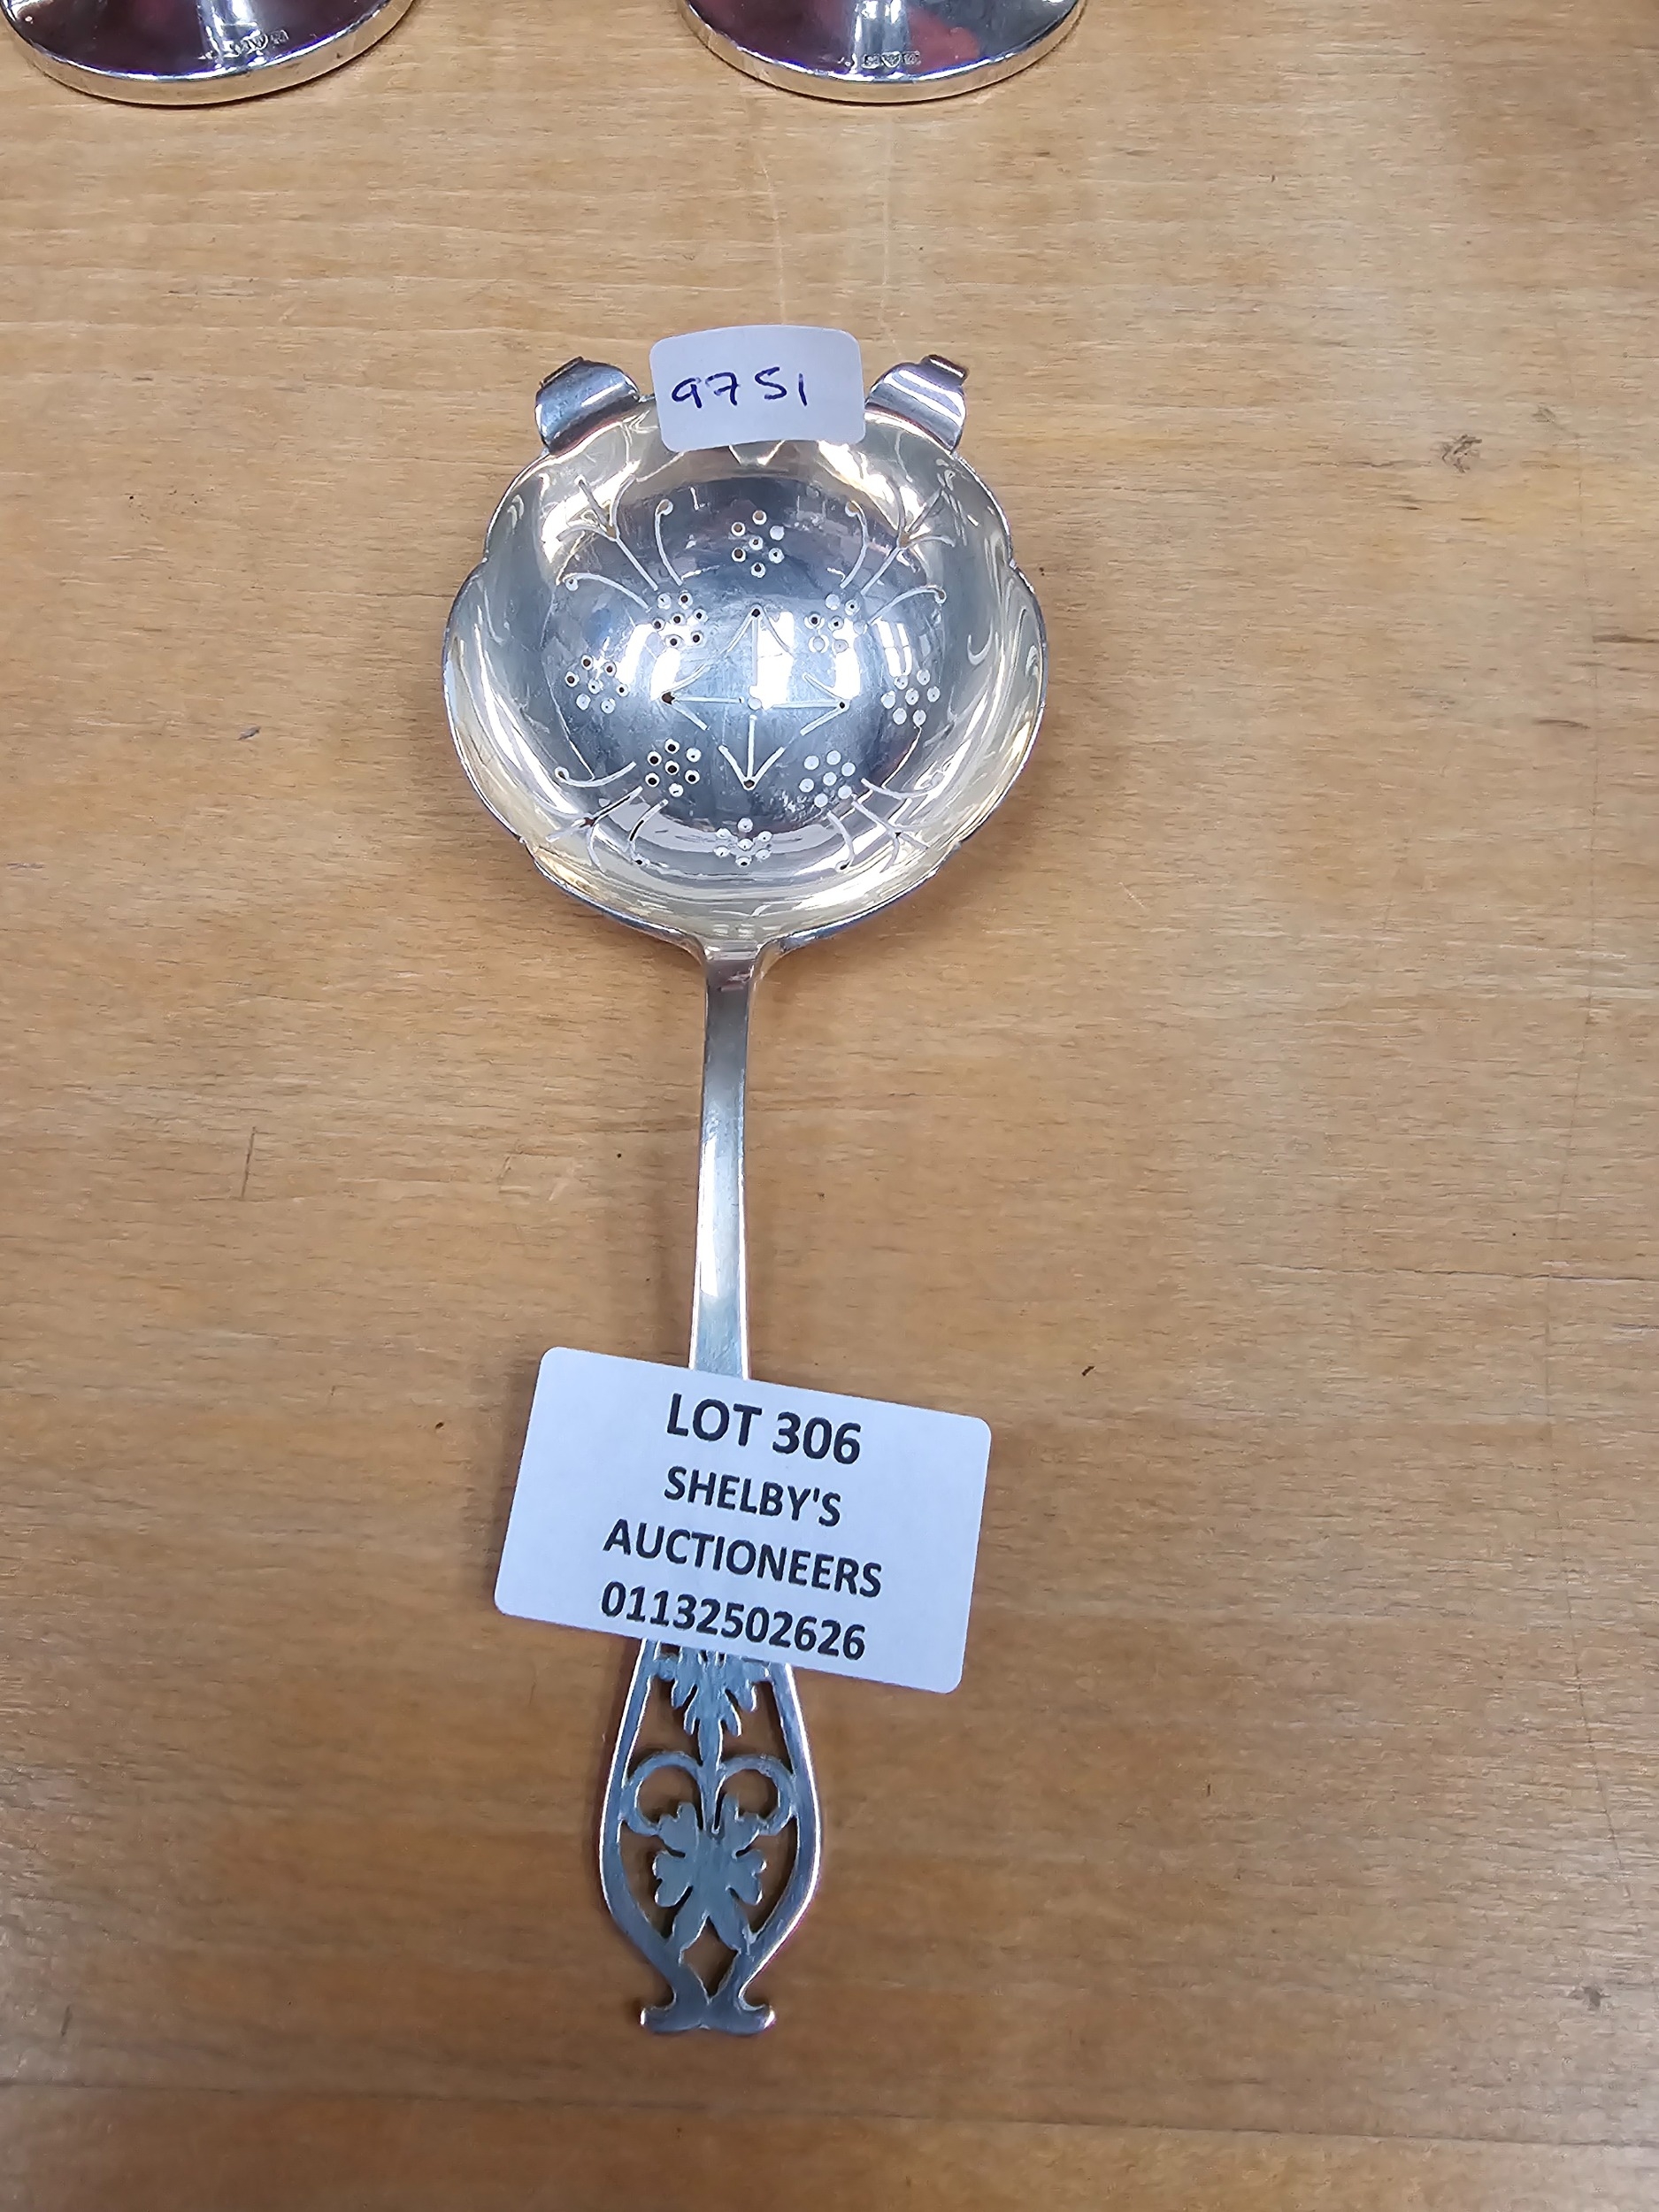 9751
LOT 306
SHELBY'S
AUCTIONEERS
01132502626